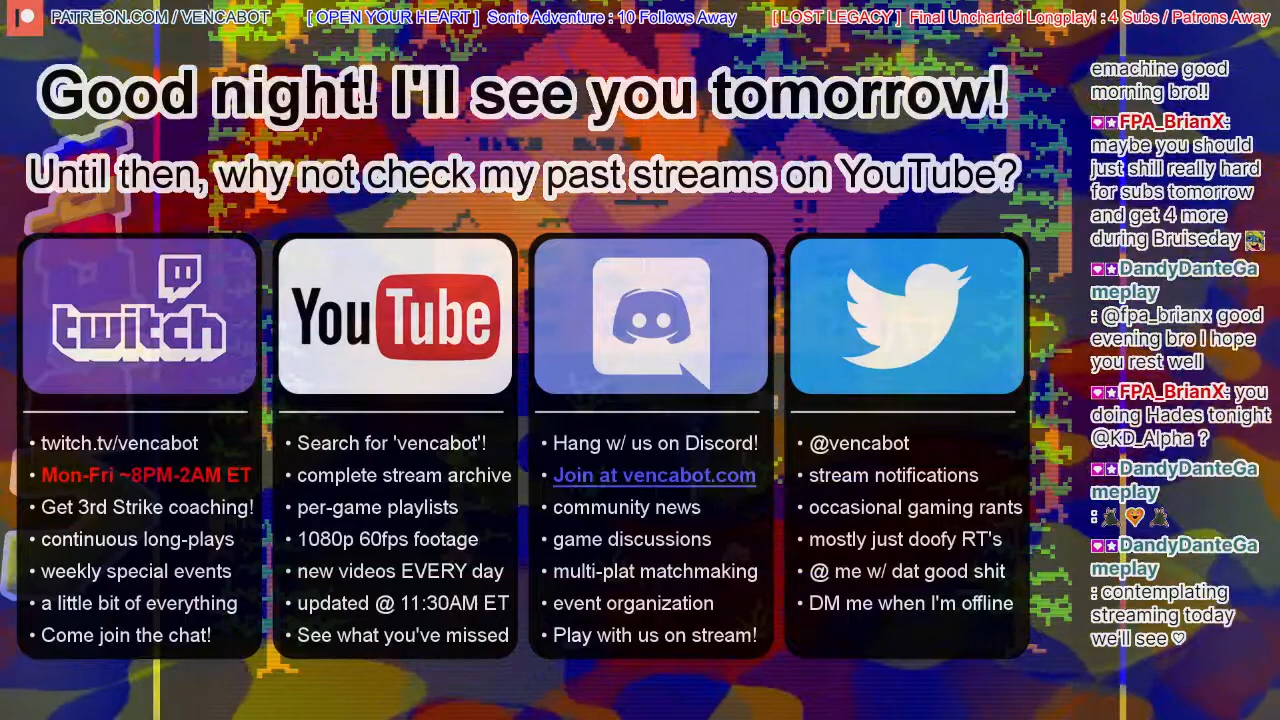 PATREON.COM / VENCABOT
[ OPEN YOUR HEART ] Sonic Adventure : 10 Follows Away
[ LOST LEGACY ] Final Uncharted Longplay! : 4 Subs / Patrons Away
Good night! I'll see you tomorrow!
Until then, why not check my past streams on YouTube?
twitch
• twitch.tv/vencabot
• Mon-Fri ~8PM-2AM ET
• Get 3rd Strike coaching!
• continuous long-plays
• weekly special events
• a little bit of everything
• Come join the chat!
YouTube
• Search for 'vencabot'!
• complete stream archive
• per-game playlists
• 1080p 60fps footage
• new videos EVERY day
• updated @ 11:30AM ET
• See what you've missed
• Hang w/ us on Discord!
• Join at vencabot.com
• community news
• game discussions
• multi-plat matchmaking
• event organization
• Play with us on stream!
• @vencabot
• stream notifications
• occasional gaming rants
• mostly just doofy RT's
• @ me w/ dat good shit
• DM me when I'm offline
emachine good
morning bro!!
FPA_BrianX:
maybe you should
just shill really hard
for subs tomorrow
and get 4 more
during Bruiseday
DandyDanteGa
meplay
: @fpa_brianx good
evening bro I hope
you rest well
FPA_BrianX: you
doing Hades tonight
@KD_Alpha ?
DandyDanteGa
meplay
:
DandyDanteGa
meplay
: contemplating
streaming today
we'll see ♡